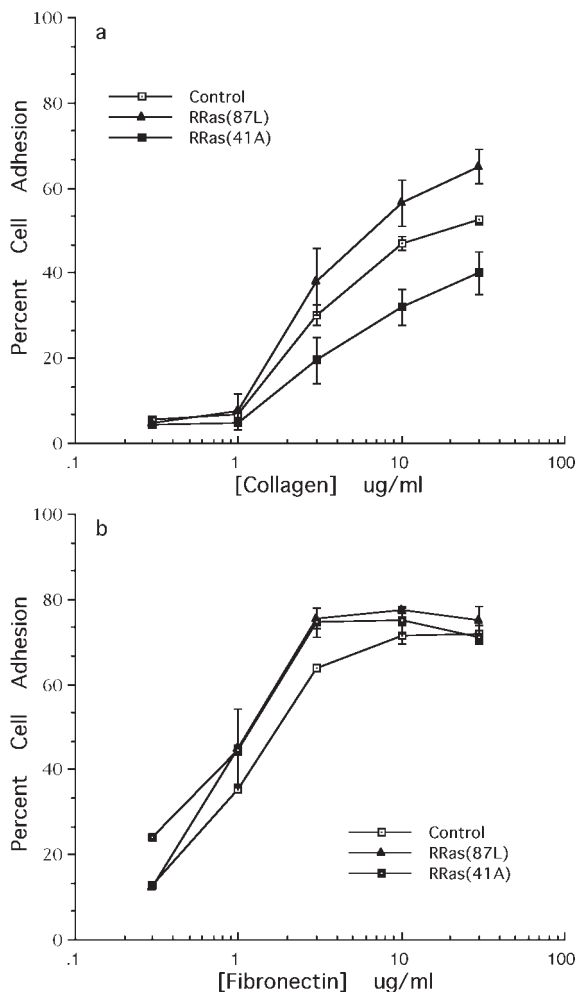 a
Control
RRas(87L)
RRas(41A)
Percent Cell Adhesion
100
80
60
40
20
0
.1
1
10
100
[Collagen] ug/ml
b
Percent Cell Adhesion
100
80
60
40
20
0
Control
RRas(87L)
RRas(41A)
.1
1
10
100
[Fibronectin] ug/ml